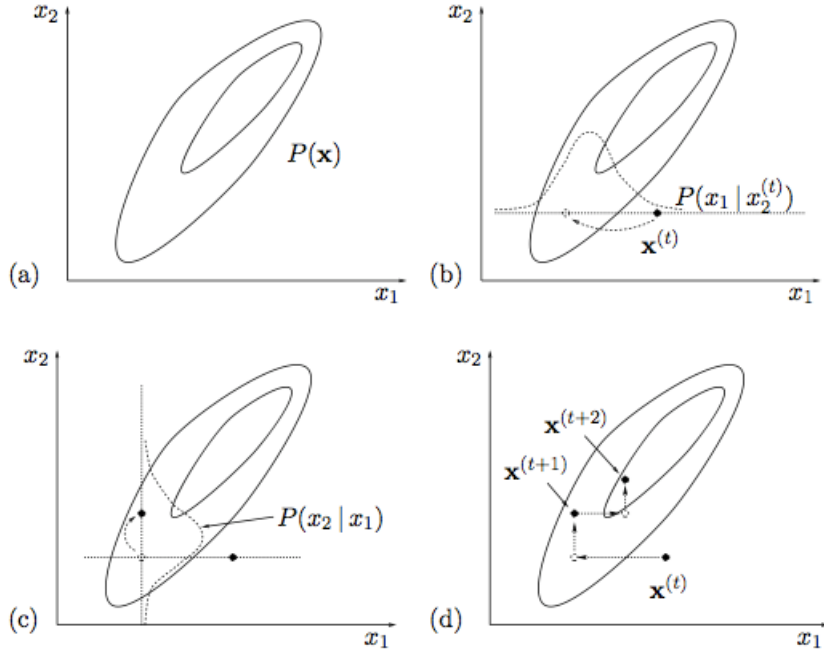 x₂
P(𝐱)
(a)
x₁
x₂
P(x₁ | x₂⁽ᵗ⁾)
𝐱⁽ᵗ⁾
(b)
x₁
x₂
P(x₂ | x₁)
(c)
x₁
x₂
𝐱⁽ᵗ⁺²⁾
𝐱⁽ᵗ⁺¹⁾
𝐱⁽ᵗ⁾
(d)
x₁